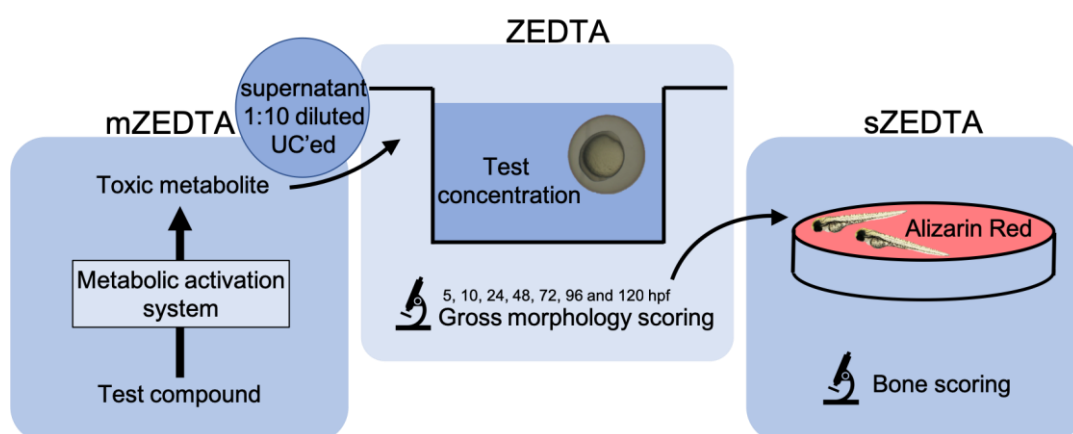 mZEDTA
supernatant
1:10 diluted
UC'ed
Toxic metabolite
Metabolic activation
system
Test compound
ZEDTA
Test
concentration
5, 10, 24, 48, 72, 96 and 120 hpf
Gross morphology scoring
sZEDTA
Alizarin Red
Bone scoring